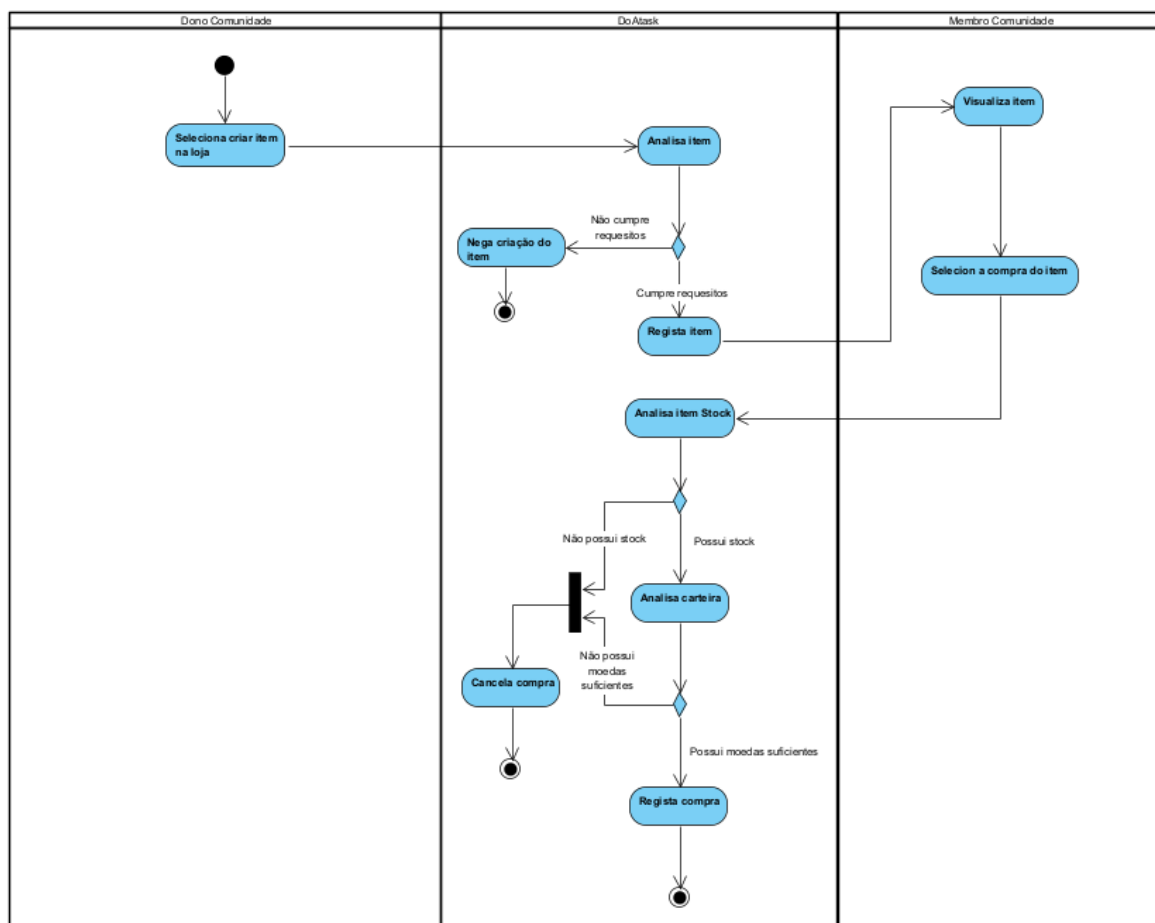 Dono Comunidade
DoAtask
Membro Comunidade
Visualiza item
Seleciona criar item
na loja
Analisa item
Não cumpre
requesitos
Nega criação do
item
Selecion a compra do item
Cumpre requesitos
Regista item
Analisa item Stock
Não possui stock
Possui stock
Analisa carteira
Não possui
moedas
suficientes
Cancela compra
Possui moedas suficientes
Regista compra